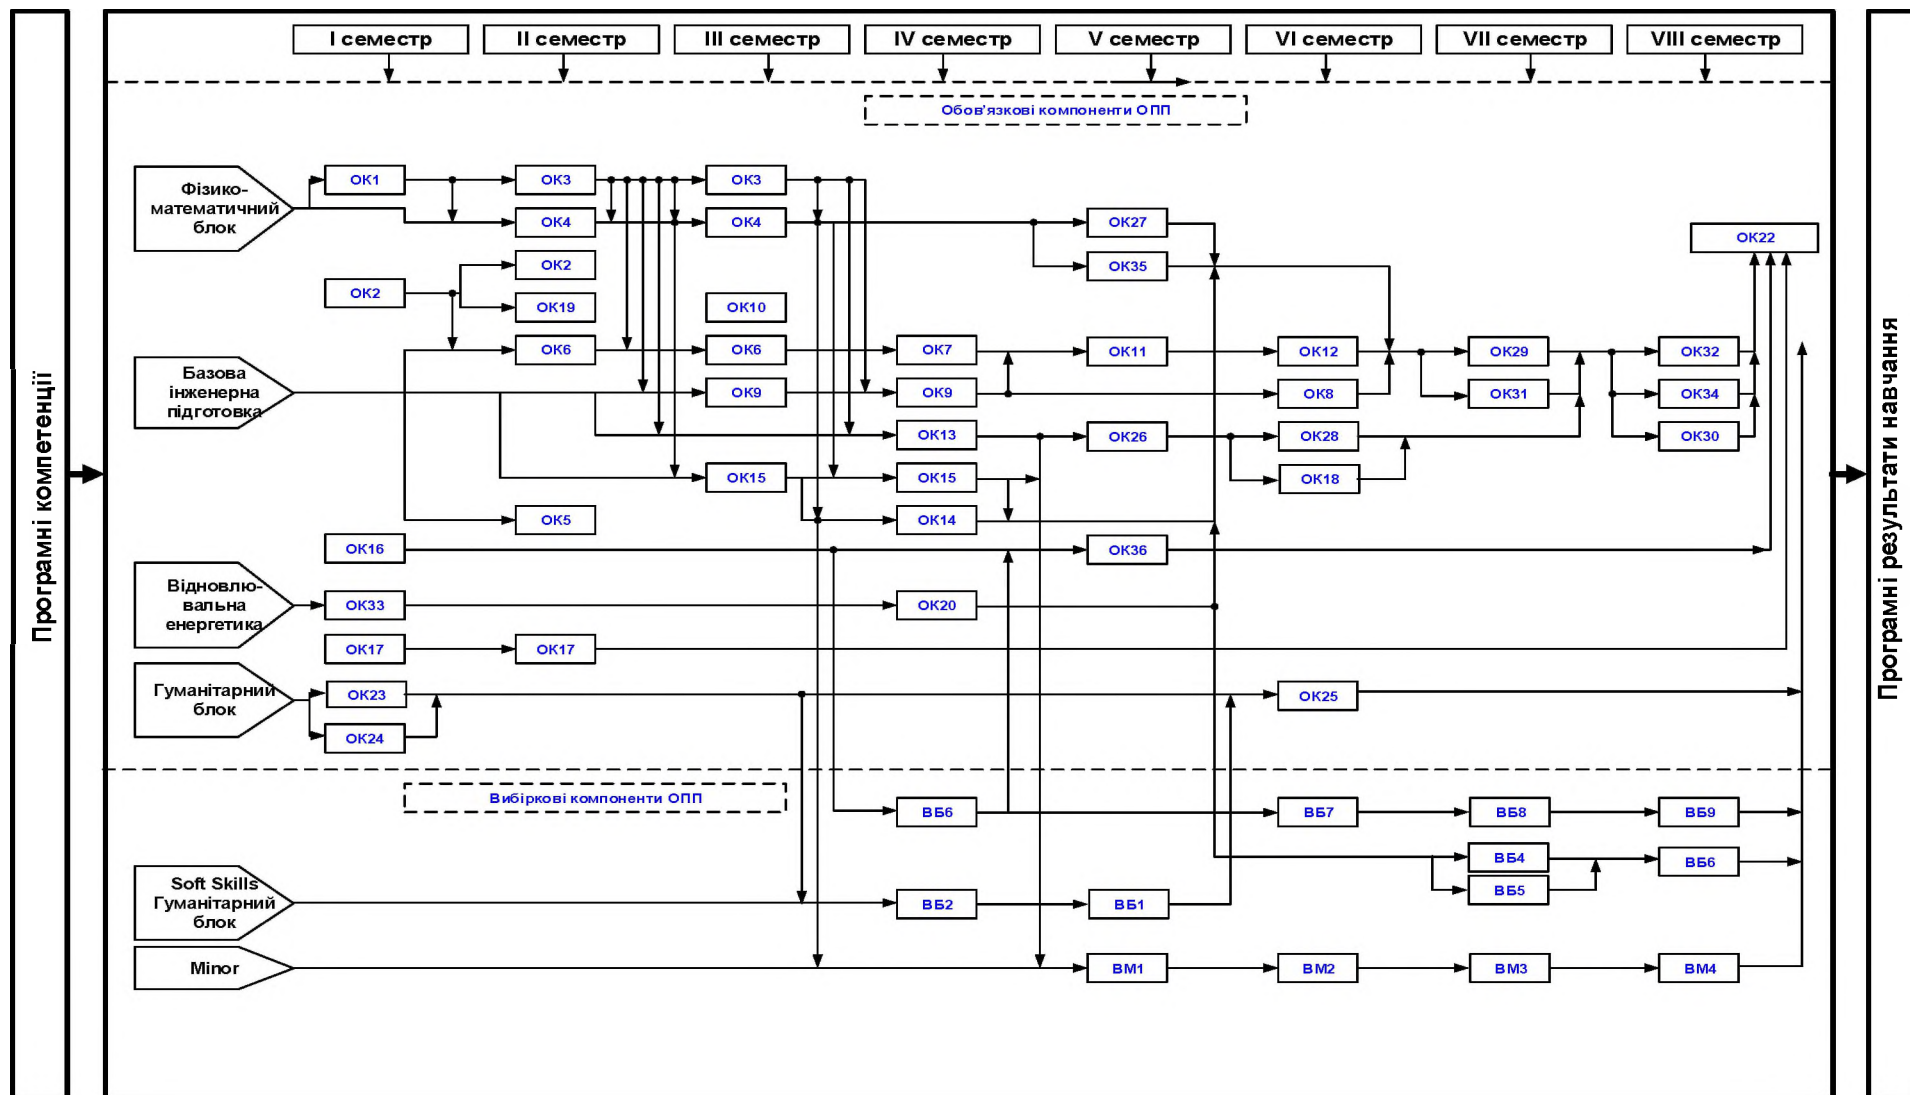 Прогрaмні компетенції
I семестр
II семестр
III семестр
IV семестр
V семестр
VI семестр
VII семестр
VIII семестр
Обов'язкові компоненти ОПП
Фізико-
математичний
блок
ОК1
ОК3
ОК3
ОК4
ОК4
ОК27
ОК22
ОК2
ОК35
ОК2
ОК19
ОК10
Базова
інженерна
підготовка
ОК6
ОК6
ОК7
ОК11
ОК12
ОК29
ОК32
ОК9
ОК9
ОК8
ОК31
ОК34
ОК13
ОК26
ОК28
ОК30
ОК15
ОК15
ОК18
ОК5
ОК14
ОК16
ОК36
Відновлю-
вальна
енергетика
ОК33
ОК20
ОК17
ОК17
Гуманітарний
блок
ОК23
ОК25
ОК24
Вибіркові компоненти ОПП
ВБ6
ВБ7
ВБ8
ВБ9
ВБ4
ВБ6
ВБ5
Soft Skills
Гуманітарний
блок
ВБ2
ВБ1
Minor
ВМ1
ВМ2
ВМ3
ВМ4
Програмні результати навчання